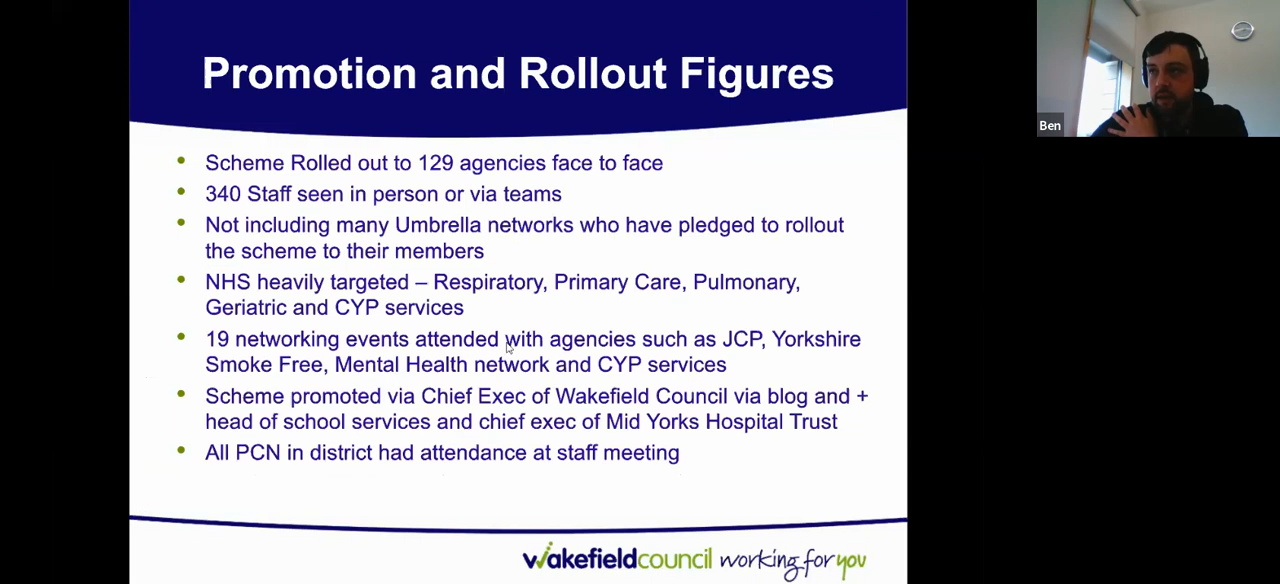 Promotion and Rollout Figures
Ben
• Scheme Rolled out to 129 agencies face to face
• 340 Staff seen in person or via teams
• Not including many Umbrella networks who have pledged to rollout
the scheme to their members
• NHS heavily targeted – Respiratory, Primary Care, Pulmonary,
Geriatric and CYP services
• 19 networking events attended with agencies such as JCP, Yorkshire
Smoke Free, Mental Health network and CYP services
• Scheme promoted via Chief Exec of Wakefield Council via blog and +
head of school services and chief exec of Mid Yorks Hospital Trust
• All PCN in district had attendance at staff meeting
wakefieldcouncil working for you